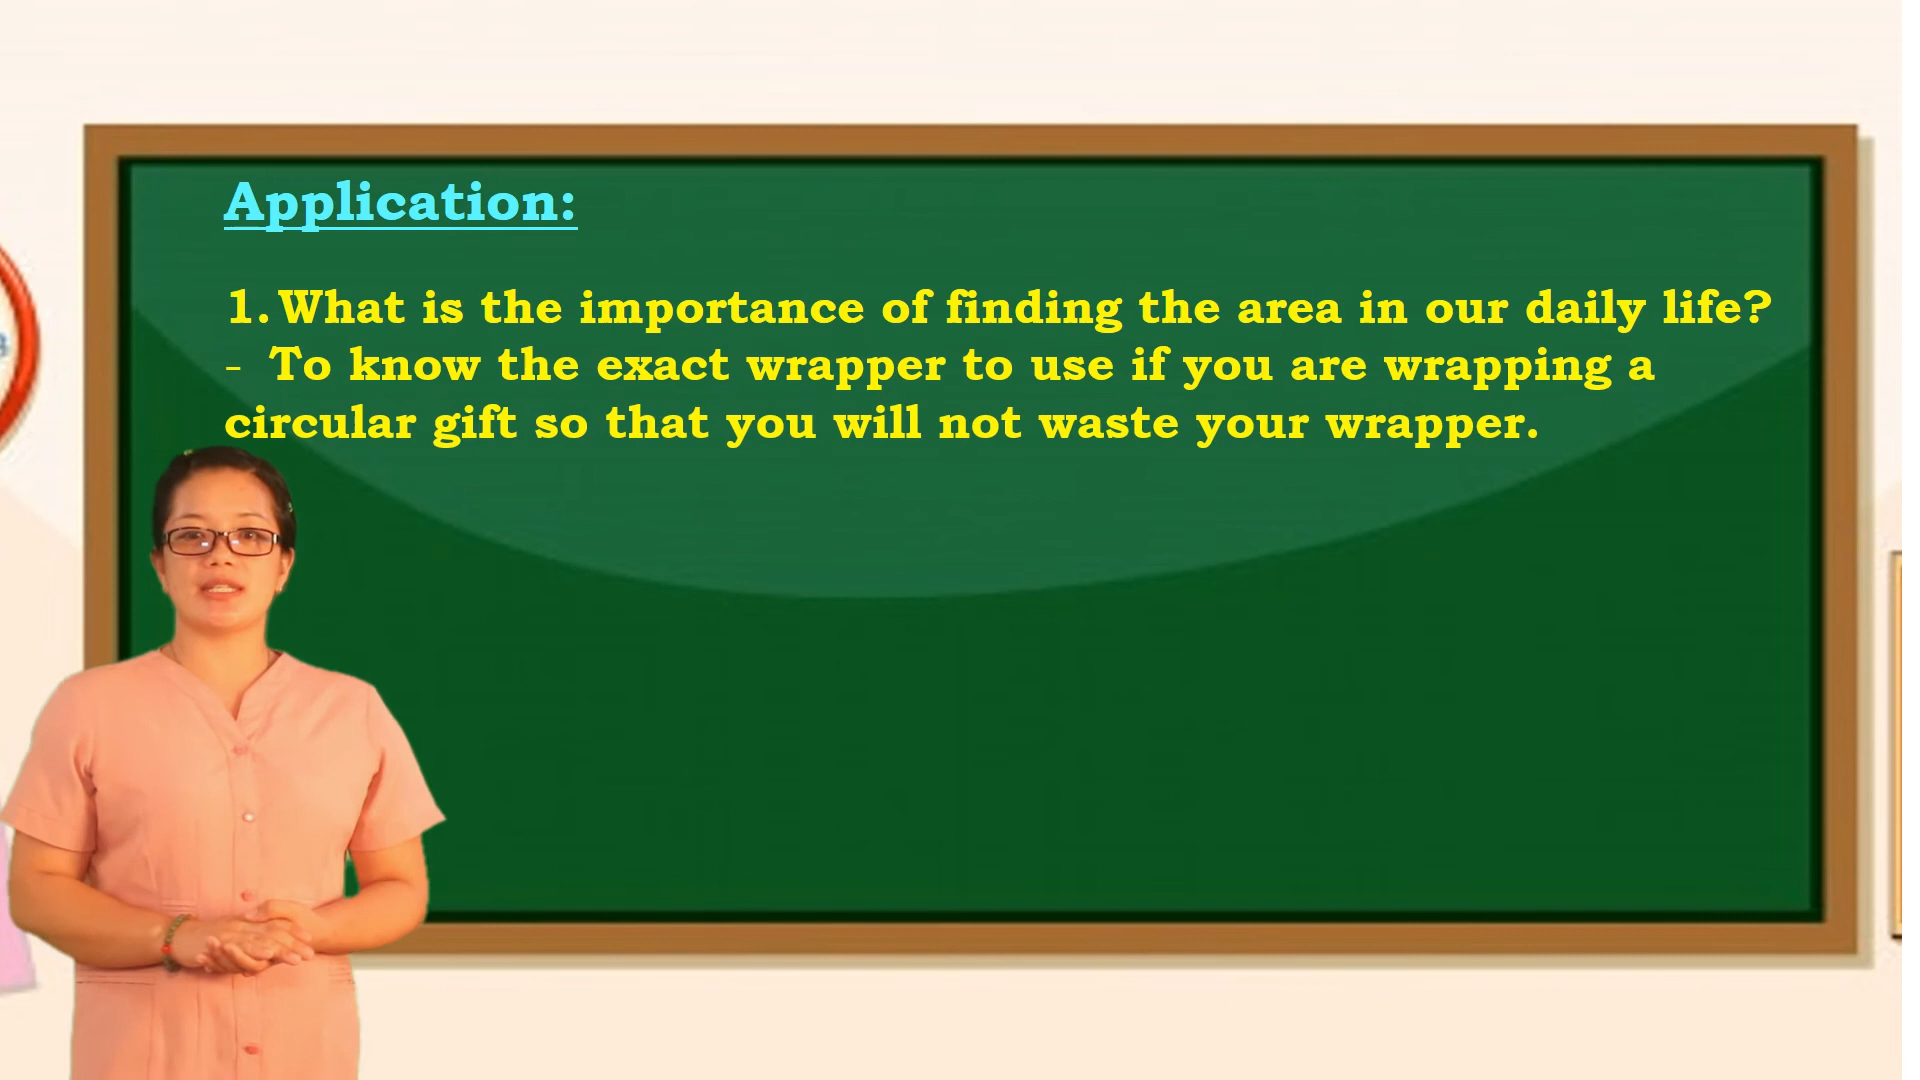 Application:
1. What is the importance of finding the area in our daily life?
- To know the exact wrapper to use if you are wrapping a
circular gift so that you will not waste your wrapper.